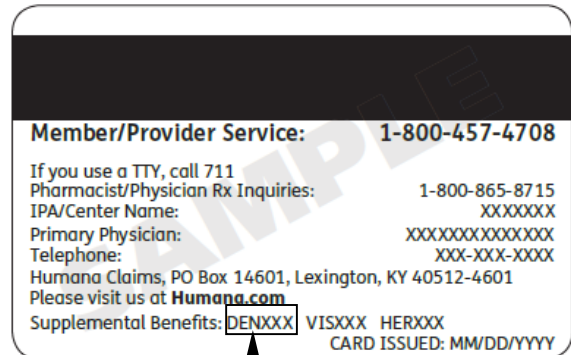 SAMPLE
Member/Provider Service: 1-800-457-4708
If you use a TTY, call 711
Pharmacist/Physician Rx Inquiries: 1-800-865-8715
IPA/Center Name: XXXXXXX
Primary Physician: XXXXXXXXXXXXXX
Telephone: XXX-XXX-XXXX
Humana Claims, PO Box 14601, Lexington, KY 40512-4601
Please visit us at Humana.com
Supplemental Benefits: DENXXX VISXXX HERXXX
CARD ISSUED: MM/DD/YYYY